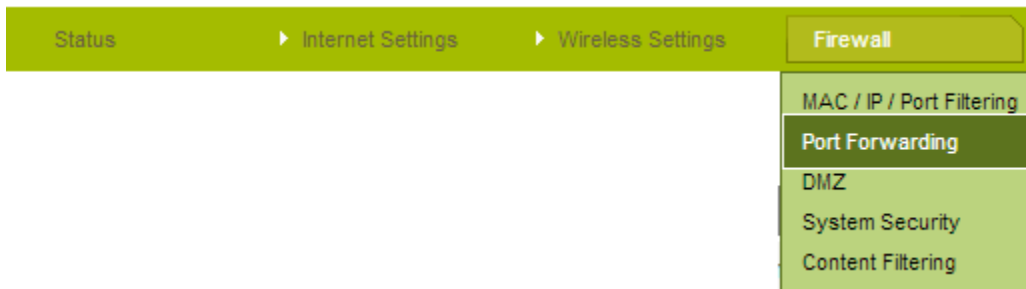 Status Internet Settings Wireless Settings Firewall
MAC / IP / Port Filtering
Port Forwarding
DMZ
System Security
Content Filtering